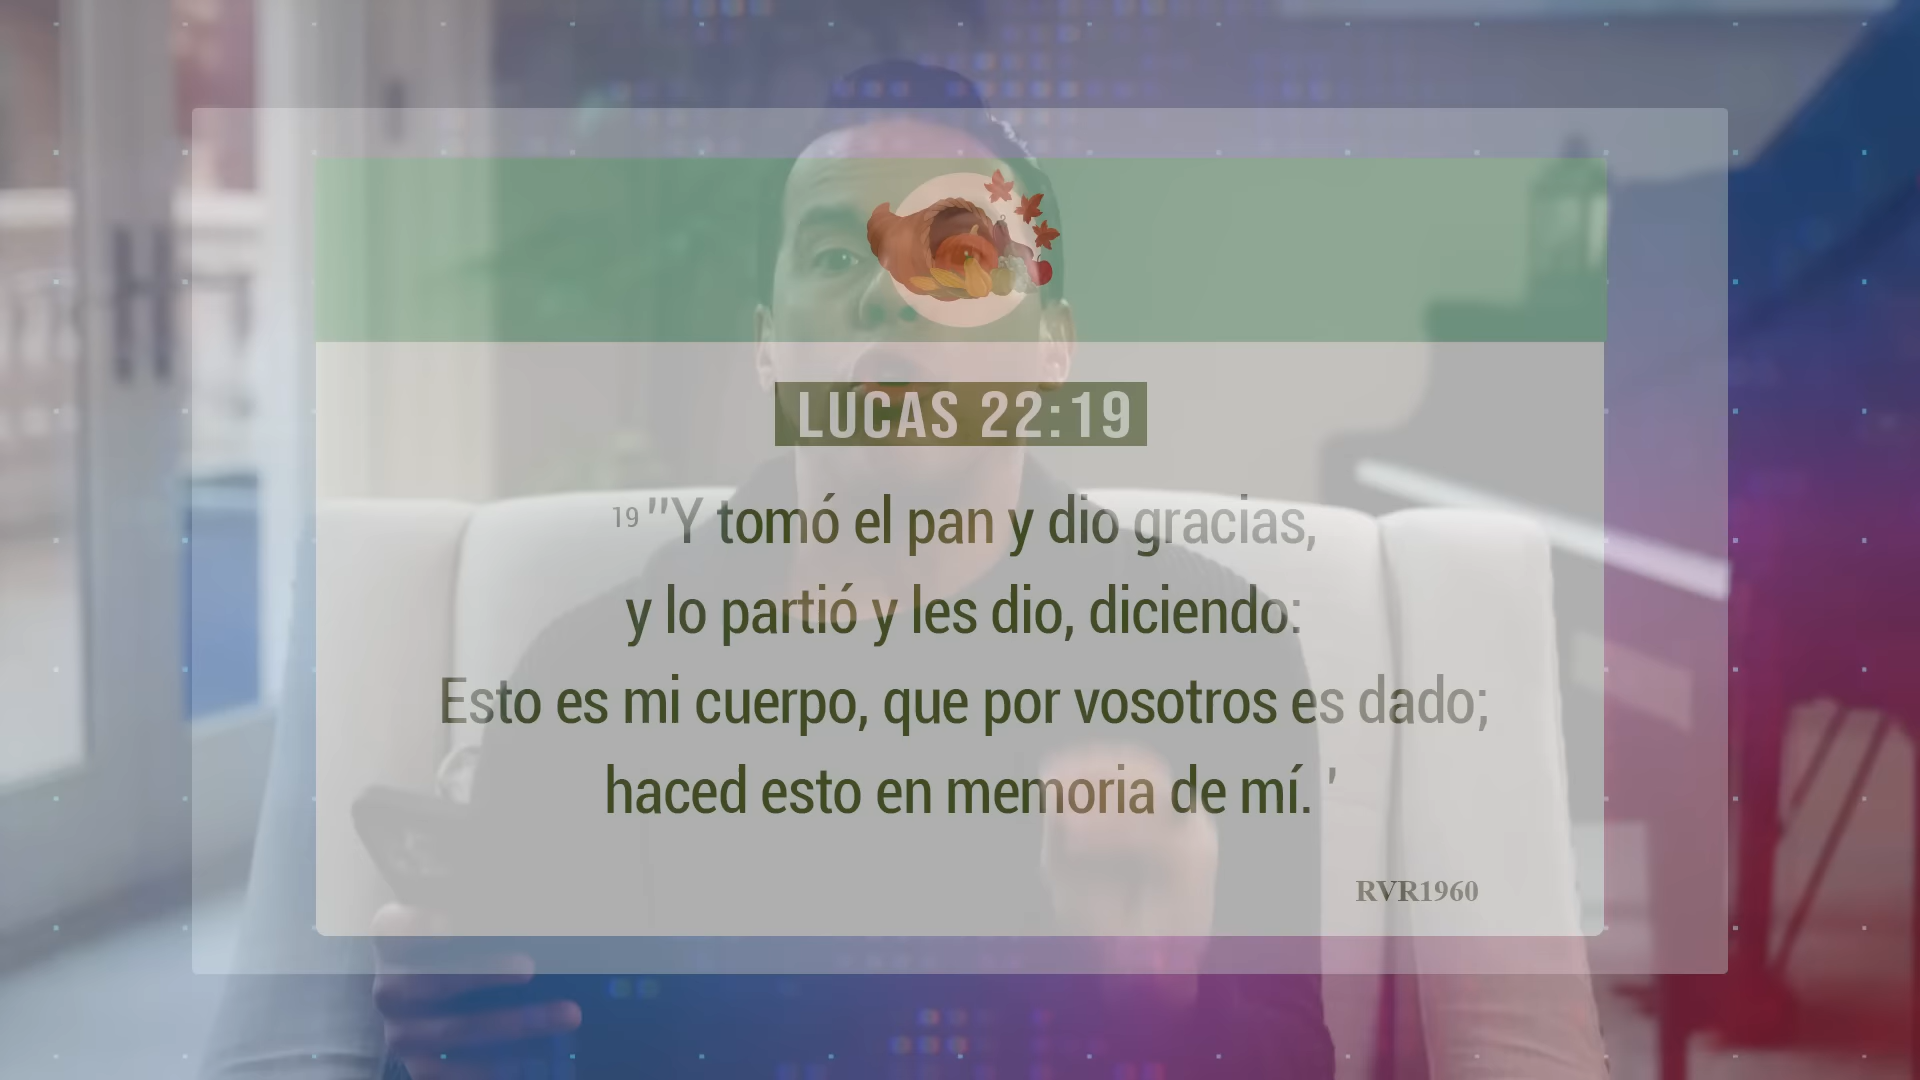 LUCAS 22:19
19 "Y tomó el pan y dio gracias,
y lo partió y les dio, diciendo:
Esto es mi cuerpo, que por vosotros es dado;
haced esto en memoria de mí. '
RVR1960